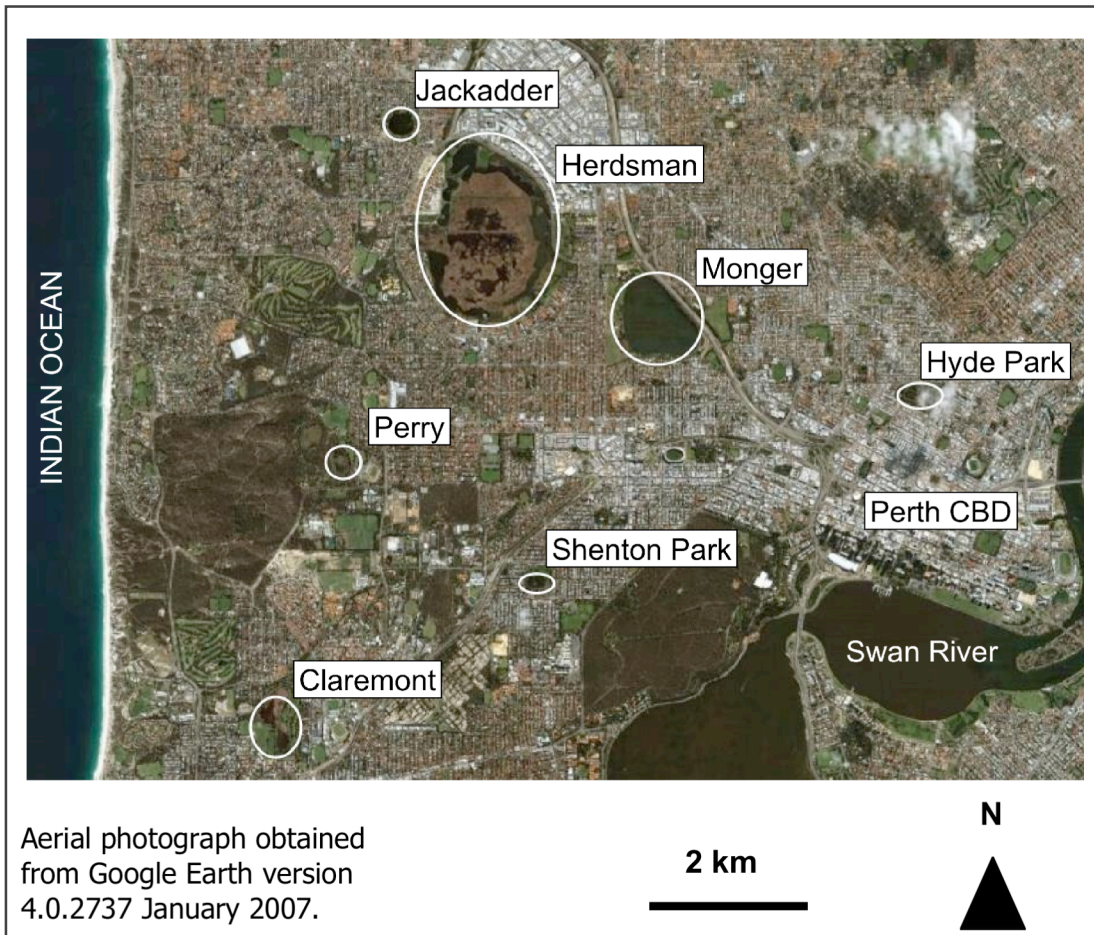 Jackadder
Herdsman
Monger
Hyde Park
INDIAN OCEAN
Perry
Perth CBD
Shenton Park
Swan River
Claremont
Aerial photograph obtained
from Google Earth version
4.0.2737 January 2007.
2 km
N